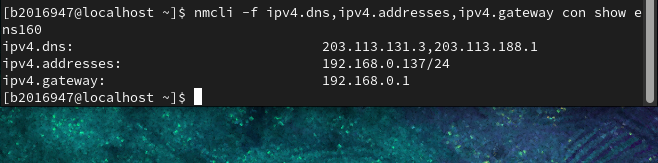 [b2016947@localhost ~]$ nmcli -f ipv4.dns,ipv4.addresses,ipv4.gateway con show e
ns160
ipv4.dns: 203.113.131.3,203.113.188.1
ipv4.addresses: 192.168.0.137/24
ipv4.gateway: 192.168.0.1
[b2016947@localhost ~]$